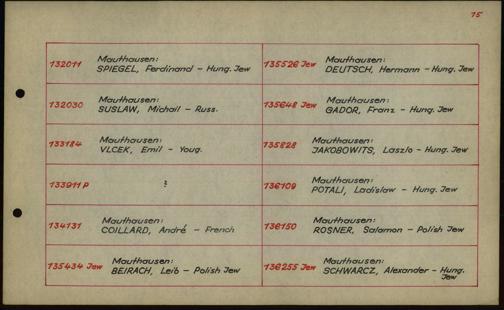 15
132011 Mauthausen:
SPIEGEL, Ferdinand - Hung. Jew
132030 Mauthausen:
SUSLAW, Michail - Russ.
133184 Mauthausen:
VLCEK, Emil - Youg.
133911 P ?
134131 Mauthausen:
COILLARD, André - French
135434 Jew Mauthausen:
BEIRACH, Leib - Polish Jew
135526 Jew Mauthausen:
DEUTSCH, Hermann - Hung. Jew
135648 Jew Mauthausen:
GADOR, Franz - Hung. Jew
135828 Mauthausen:
JAKOBOWITS, Laszlo - Hung. Jew
136109 Mauthausen:
POTALI, Ladislaw - Hung. Jew
136150 Mauthausen:
ROSNER, Salamon - Polish Jew
136255 Jew Mauthausen:
SCHWARCZ, Alexander - Hung.
Jew